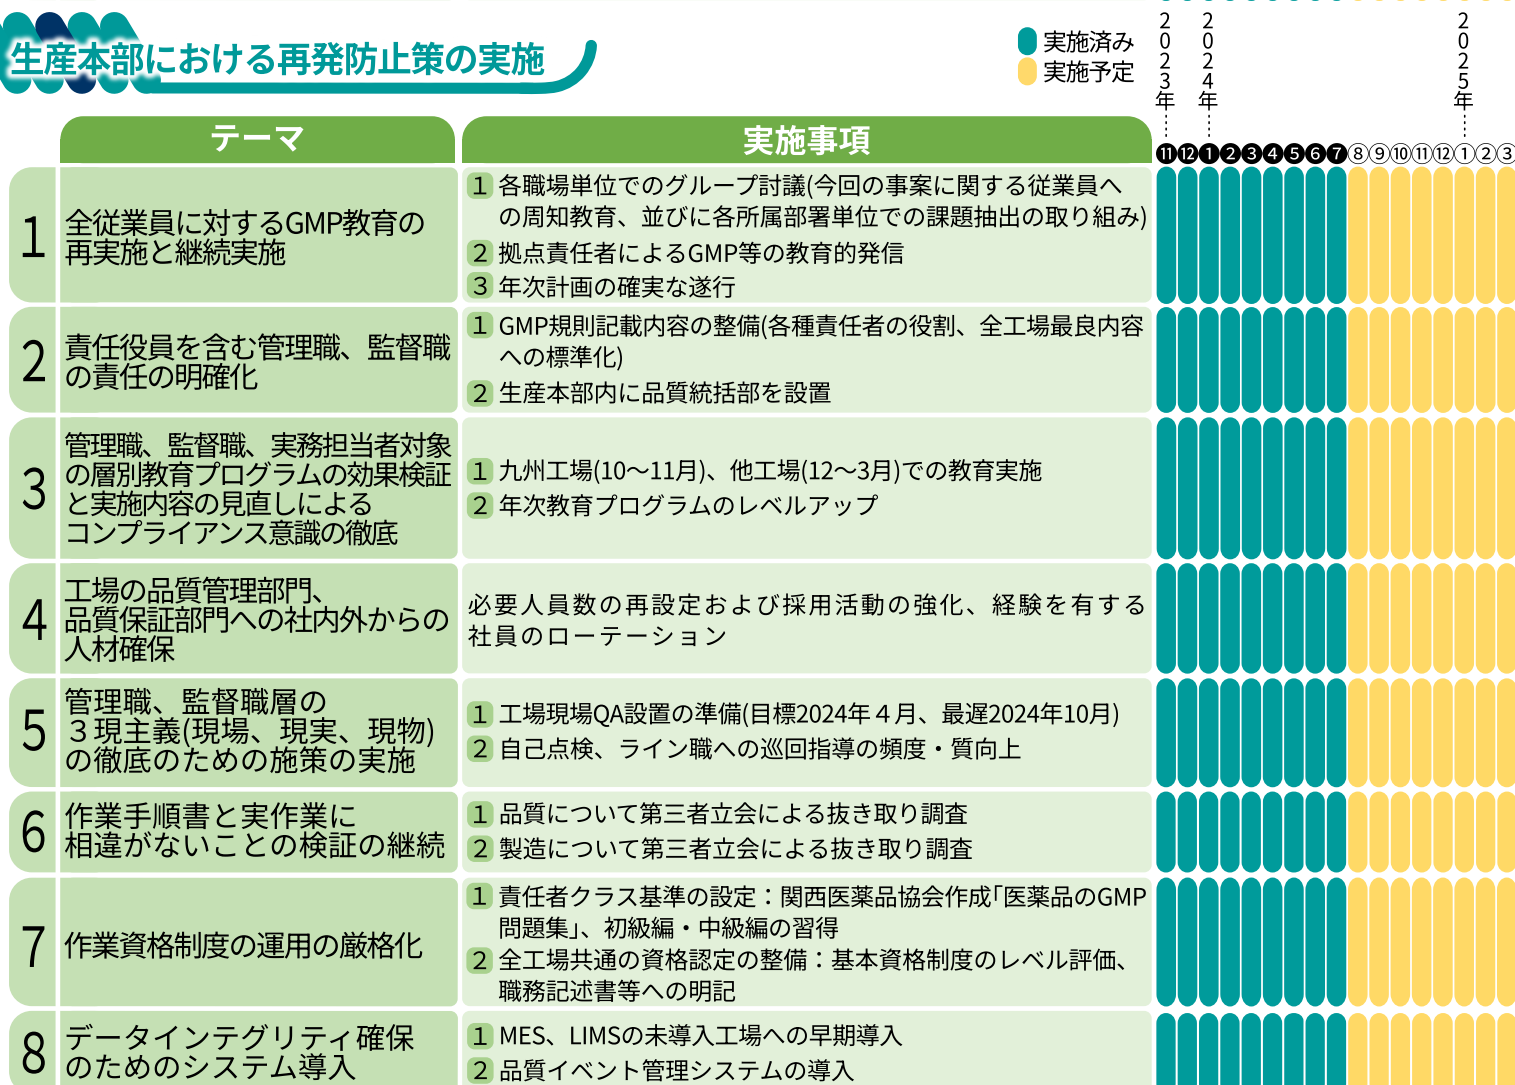 生産本部における再発防止策の実施
実施済み
実施予定
2023年
2024年
2025年
テーマ
実施事項
11 12 1 2 3 4 5 6 7 8 9 10 11 12 1 2 3
1
全従業員に対するGMP教育の
再実施と継続実施
1 各職場単位でのグループ討議(今回の事案に関する従業員へ
の周知教育、並びに各所属部署単位での課題抽出の取り組み)
2 拠点責任者によるGMP等の教育的発信
3 年次計画の確実な遂行
2
責任役員を含む管理職、監督職
の責任の明確化
1 GMP規則記載内容の整備(各種責任者の役割、全工場最良内容
への標準化)
2 生産本部内に品質統括部を設置
3
管理職、監督職、実務担当者対象
の層別教育プログラムの効果検証
と実施内容の見直しによる
コンプライアンス意識の徹底
1 九州工場(10〜11月)、他工場(12〜3月)での教育実施
2 年次教育プログラムのレベルアップ
4
工場の品質管理部門、
品質保証部門への社内外からの
人材確保
必要人員数の再設定および採用活動の強化、経験を有する
社員のローテーション
5
管理職、監督職層の
３現主義(現場、現実、現物)
の徹底のための施策の実施
1 工場現場QA設置の準備(目標2024年４月、最遅2024年10月)
2 自己点検、ライン職への巡回指導の頻度・質向上
6
作業手順書と実作業に
相違がないことの検証の継続
1 品質について第三者立会による抜き取り調査
2 製造について第三者立会による抜き取り調査
7
作業資格制度の運用の厳格化
1 責任者クラス基準の設定：関西医薬品協会作成「医薬品のGMP
問題集」、初級編・中級編の習得
2 全工場共通の資格認定の整備：基本資格制度のレベル評価、
職務記述書等への明記
8
データインテグリティ確保
のためのシステム導入
1 MES、LIMSの未導入工場への早期導入
2 品質イベント管理システムの導入